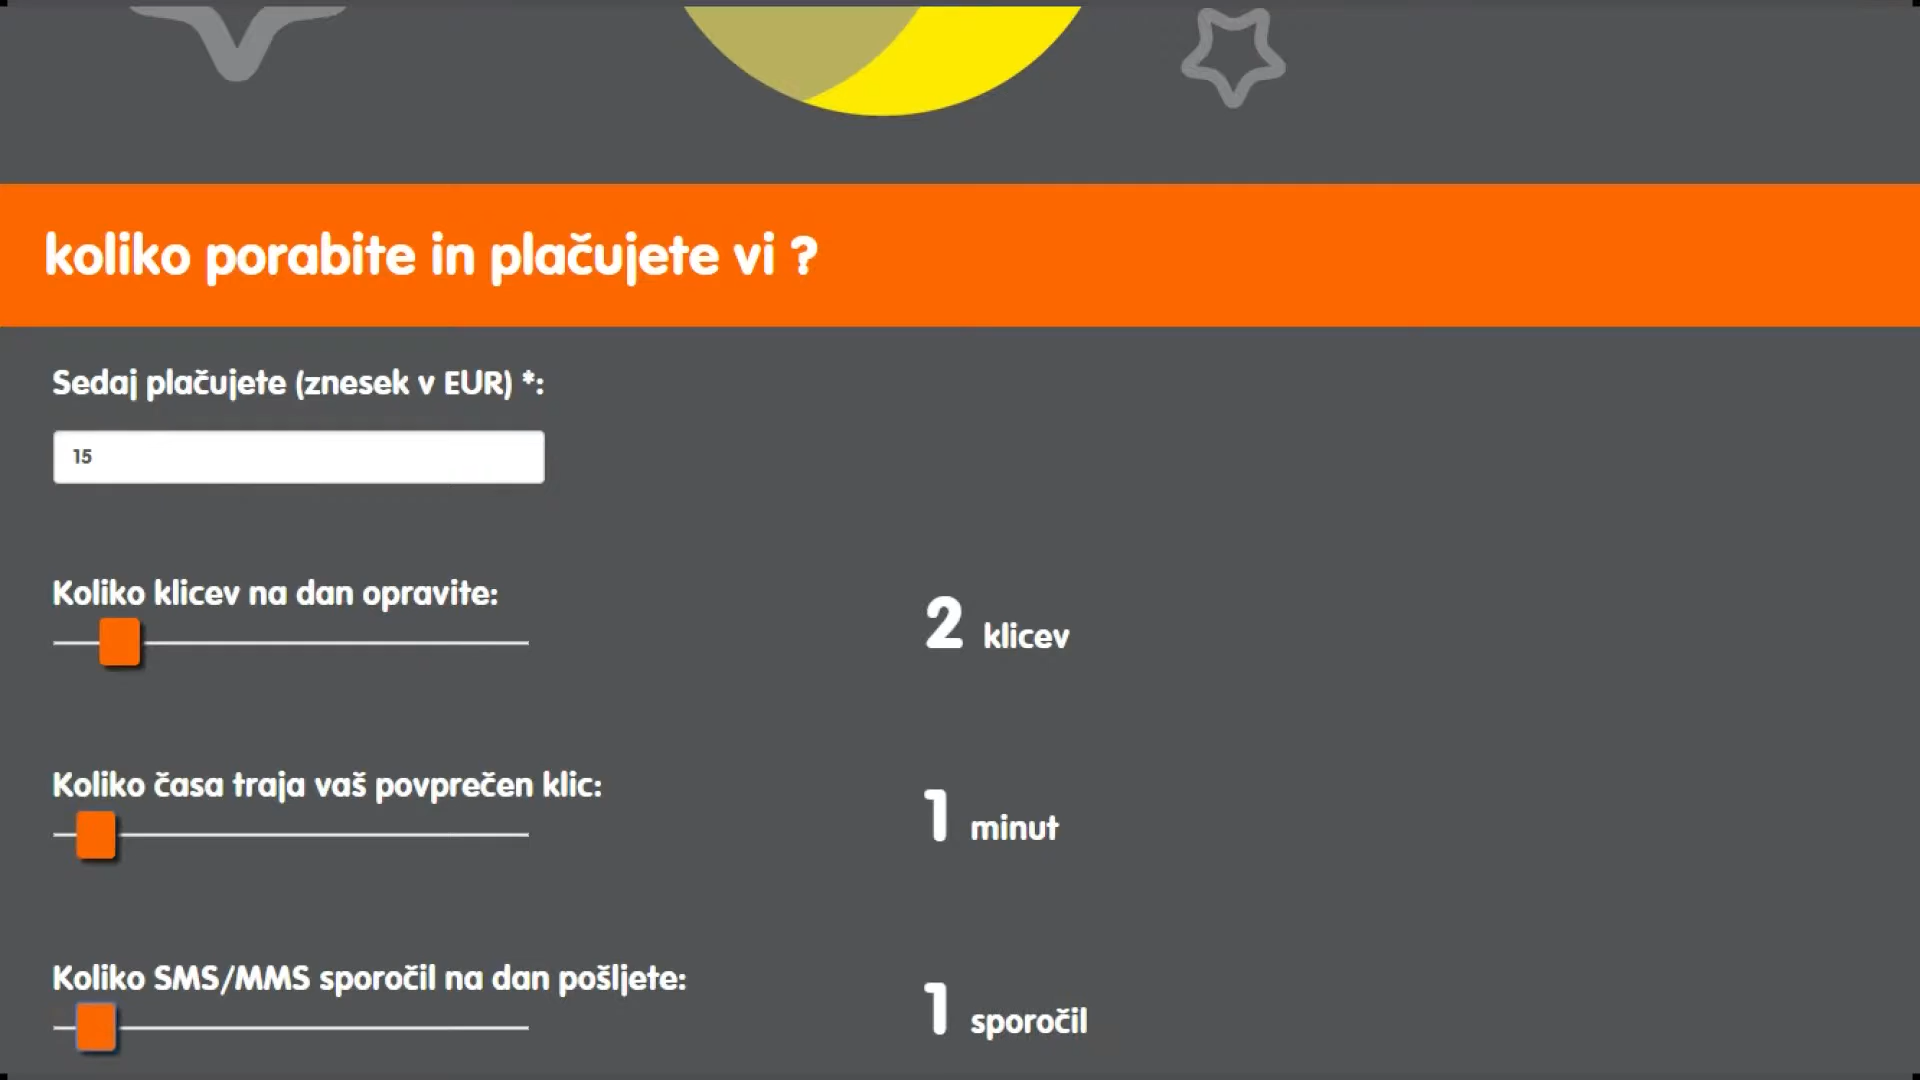 koliko porabite in plačujete vi ?
Sedaj plačujete (znesek v EUR) *:
15
Koliko klicev na dan opravite:
2 klicev
Koliko časa traja vaš povprečen klic:
1 minut
Koliko SMS/MMS sporočil na dan pošljete:
1 sporočil